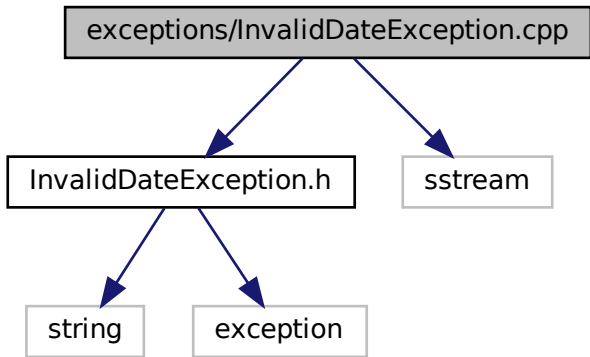 exceptions/InvalidDateException.cpp
InvalidDateException.h
sstream
string
exception